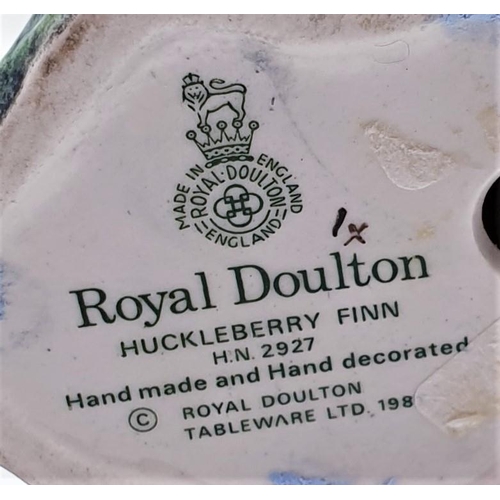 MADE IN ENGLAND
ROYAL·DOULTON
ENGLAND
1x
Royal Doulton
HUCKLEBERRY FINN
H.N. 2927
Hand made and Hand decorated
© ROYAL DOULTON
TABLEWARE LTD. 198